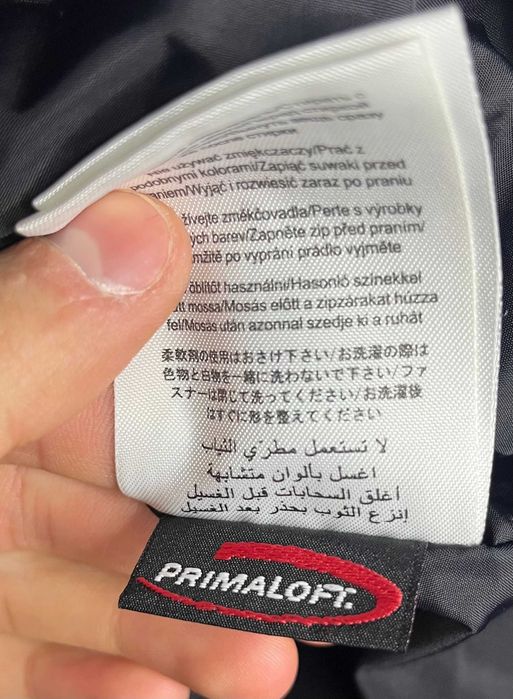 używać zmiękczaczy/Prać z
podobnymi kolorami/Zapiąć suwaki przed
praniem/Wyjąć i rozwiesić zaraz po praniu
změkčovadla/Perte s výrobky
barev/Zapněte zip před praním/
po vyprání prádlo vyjměte
öblítőt használni/Hasonló színekkel
mossa/Mosás előtt a zipzárakat húzza
fel/Mosás után azonnal szedje ki a ruhát
柔軟剤の使用はおさけ下さい/お洗濯の際は
色物と白物を一緒に洗わないで下さい/ファ
スナーは閉じて洗ってください/お洗濯後
はすぐに形を整えてください
لا تستعمل مطرّي الثياب
اغسل بألوان متشابهة
أغلق السحابات قبل الغسيل
إنزع الثوب بحذر بعد الغسيل
PRIMALOFT.